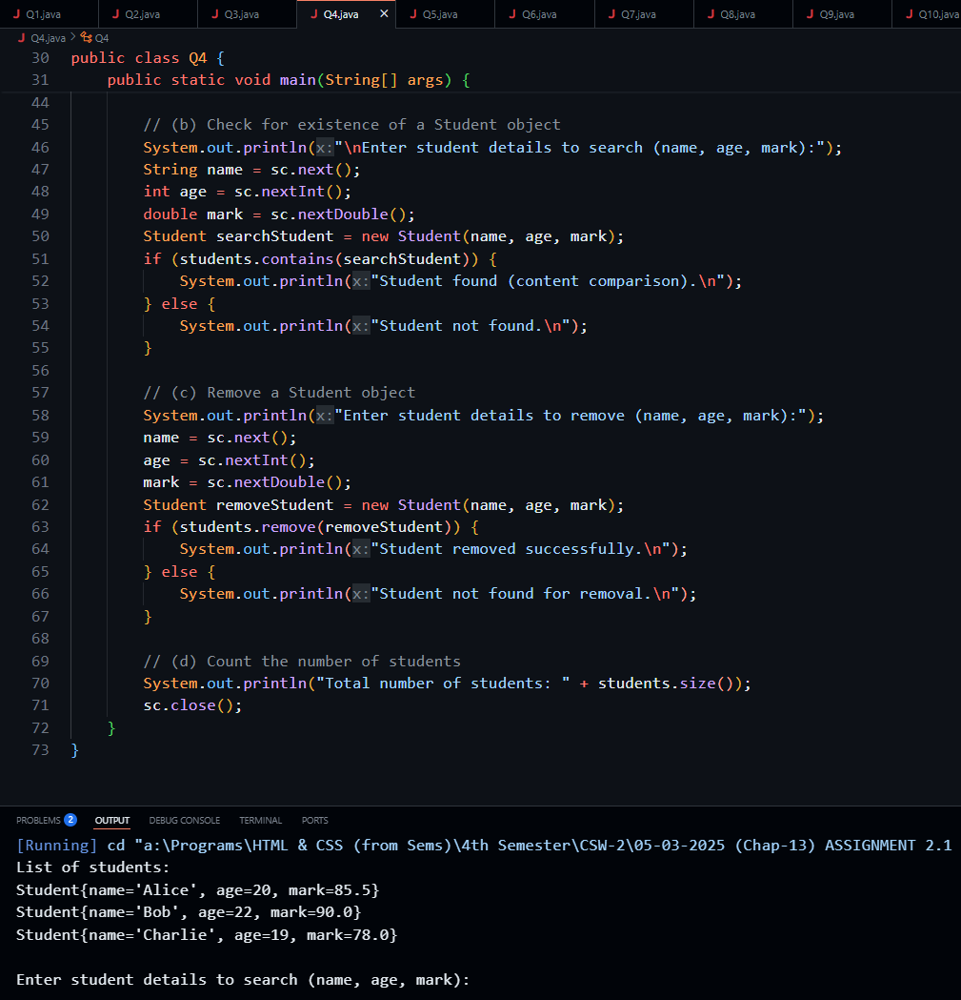 J Q1.java J Q2.java J Q3.java J Q4.java × J Q5.java J Q6.java J Q7.java J Q8.java J Q9.java J Q10.java
J Q4.java > Q4
30 public class Q4 {
31     public static void main(String[] args) {
44
45         // (b) Check for existence of a Student object
46         System.out.println(x:"\nEnter student details to search (name, age, mark):");
47         String name = sc.next();
48         int age = sc.nextInt();
49         double mark = sc.nextDouble();
50         Student searchStudent = new Student(name, age, mark);
51         if (students.contains(searchStudent)) {
52             System.out.println(x:"Student found (content comparison).\n");
53         } else {
54             System.out.println(x:"Student not found.\n");
55         }
56
57         // (c) Remove a Student object
58         System.out.println(x:"Enter student details to remove (name, age, mark):");
59         name = sc.next();
60         age = sc.nextInt();
61         mark = sc.nextDouble();
62         Student removeStudent = new Student(name, age, mark);
63         if (students.remove(removeStudent)) {
64             System.out.println(x:"Student removed successfully.\n");
65         } else {
66             System.out.println(x:"Student not found for removal.\n");
67         }
68
69         // (d) Count the number of students
70         System.out.println("Total number of students: " + students.size());
71         sc.close();
72     }
73 }
PROBLEMS 2 OUTPUT DEBUG CONSOLE TERMINAL PORTS
[Running] cd "a:\Programs\HTML & CSS (from Sems)\4th Semester\CSW-2\05-03-2025 (Chap-13) ASSIGNMENT 2.1
List of students:
Student{name='Alice', age=20, mark=85.5}
Student{name='Bob', age=22, mark=90.0}
Student{name='Charlie', age=19, mark=78.0}

Enter student details to search (name, age, mark):